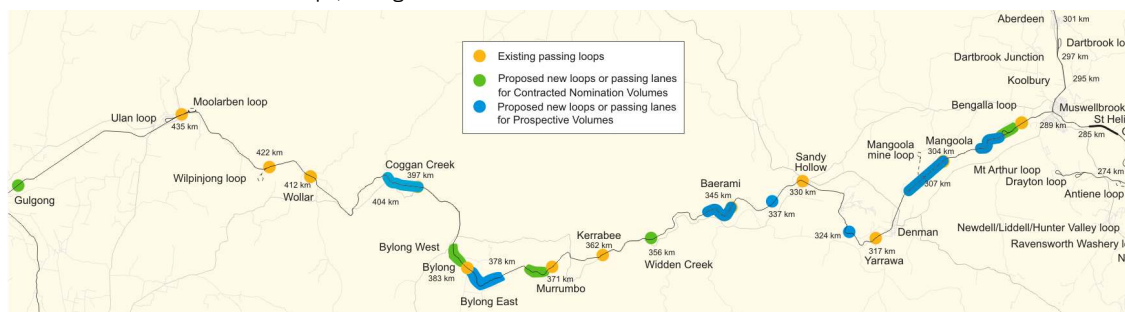 Existing passing loops
Proposed new loops or passing lanes
for Contracted Nomination Volumes
Proposed new loops or passing lanes
for Prospective Volumes
Aberdeen
301 km
Dartbrook
Dartbrook Junction
297 km
Koolbury
295 km
Bengalla loop
Muswellbrook
289 km
285 km
Moolarben loop
Ulan loop
435 km
422 km
Wilpinjong loop
412 km
Wollar
Coggan Creek
397 km
404 km
Gulgong
Bylong West
Bylong
383 km
378 km
Bylong East
371 km
Murrumbo
Kerrabee
362 km
356 km
Widden Creek
Baerami
345 km
337 km
Sandy
Hollow
330 km
324 km
317 km
Yarrawa
Denman
Mangoola
304 km
Mangoola
mine loop
307 km
Mt Arthur loop
Drayton loop
274 km
Antiene loop
Newdell/Liddell/Hunter Valley loop
Ravensworth Washery